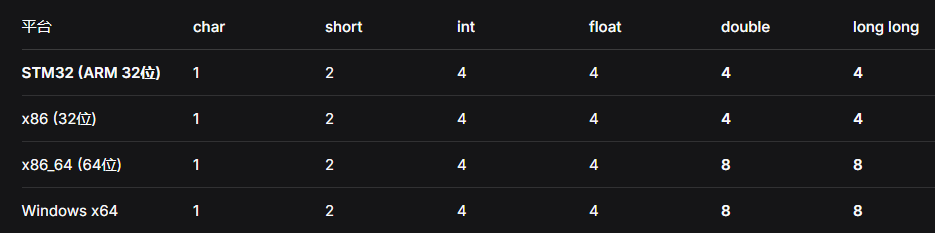 平台 char short int float double long long
STM32 (ARM 32位) 1 2 4 4 4 4
x86 (32位) 1 2 4 4 4 4
x86_64 (64位) 1 2 4 4 8 8
Windows x64 1 2 4 4 8 8